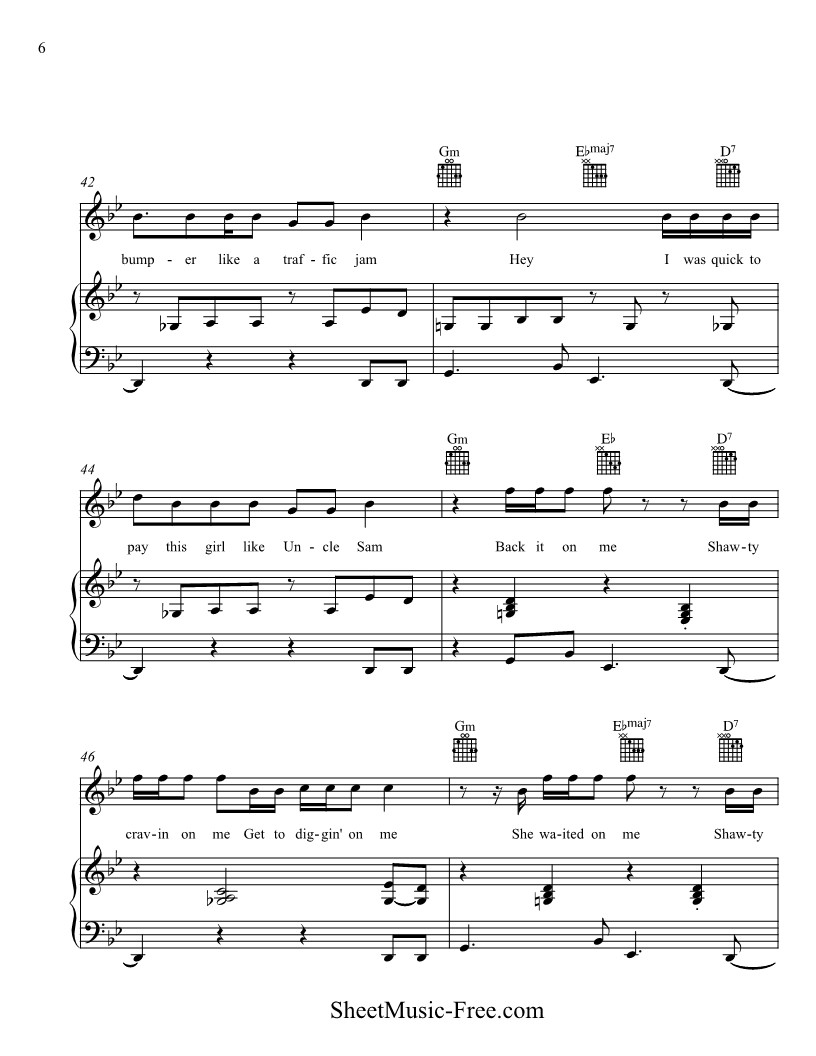 6
Gm E♭maj7 D7
42
bump - er like a traf - fic jam Hey I was quick to
Gm E♭ D7
44
pay this girl like Un - cle Sam Back it on me Shaw-ty
Gm E♭maj7 D7
46
crav-in on me Get to dig-gin' on me She wa-ited on me Shaw-ty
SheetMusic-Free.com